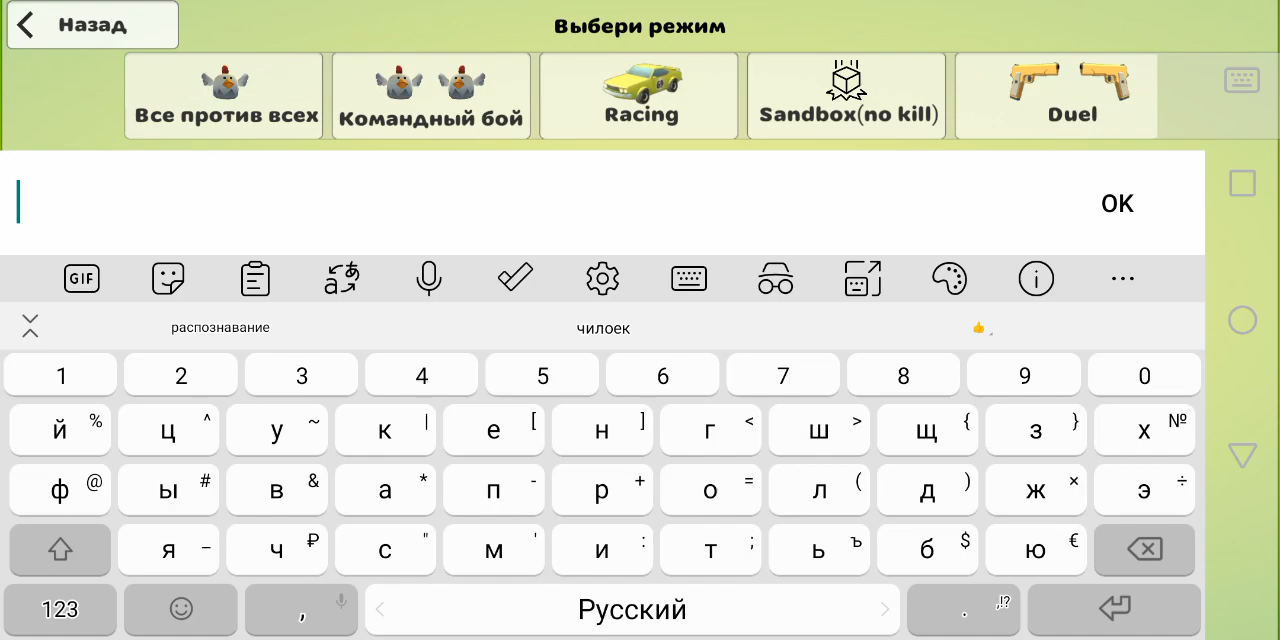 Назад
Выбери режим
Все против всех
Командный бой
Racing
Sandbox(no kill)
Duel
OK
GIF
распознавание
чилоек
1 2 3 4 5 6 7 8 9 0
й % ц ^ у ~ к | е [ н ] г < ш > щ { з } х №
ф @ ы # в & а * п - р + о = л ( д ) ж × э ÷
я _ ч ₽ с " м ' и : т ; ь ъ б $ ю €
123 , Русский . ,!?